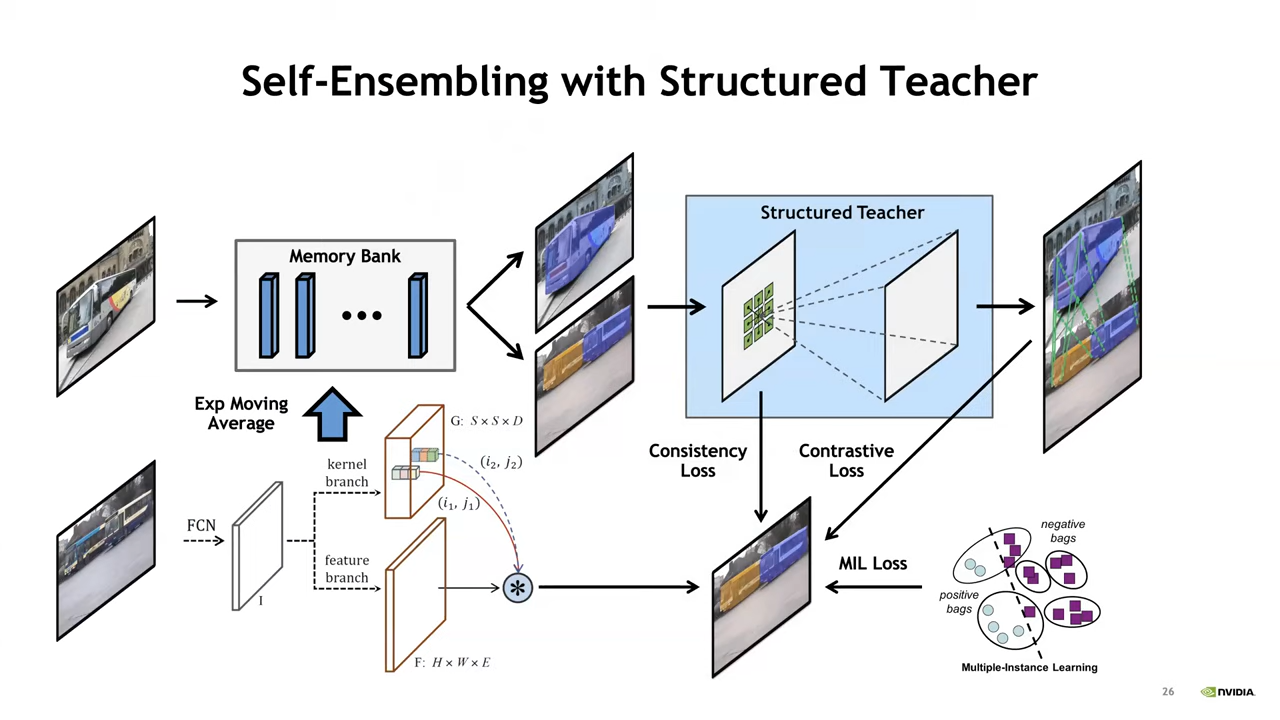 Self-Ensembling with Structured Teacher
Memory Bank
Structured Teacher
Exp Moving
Average
G: S × S × D
kernel
branch
(i₂, j₂)
(i₁, j₁)
Consistency
Loss
Contrastive
Loss
FCN
I
feature
branch
*
F: H × W × E
MIL Loss
negative
bags
positive
bags
Multiple-Instance Learning
26
NVIDIA.